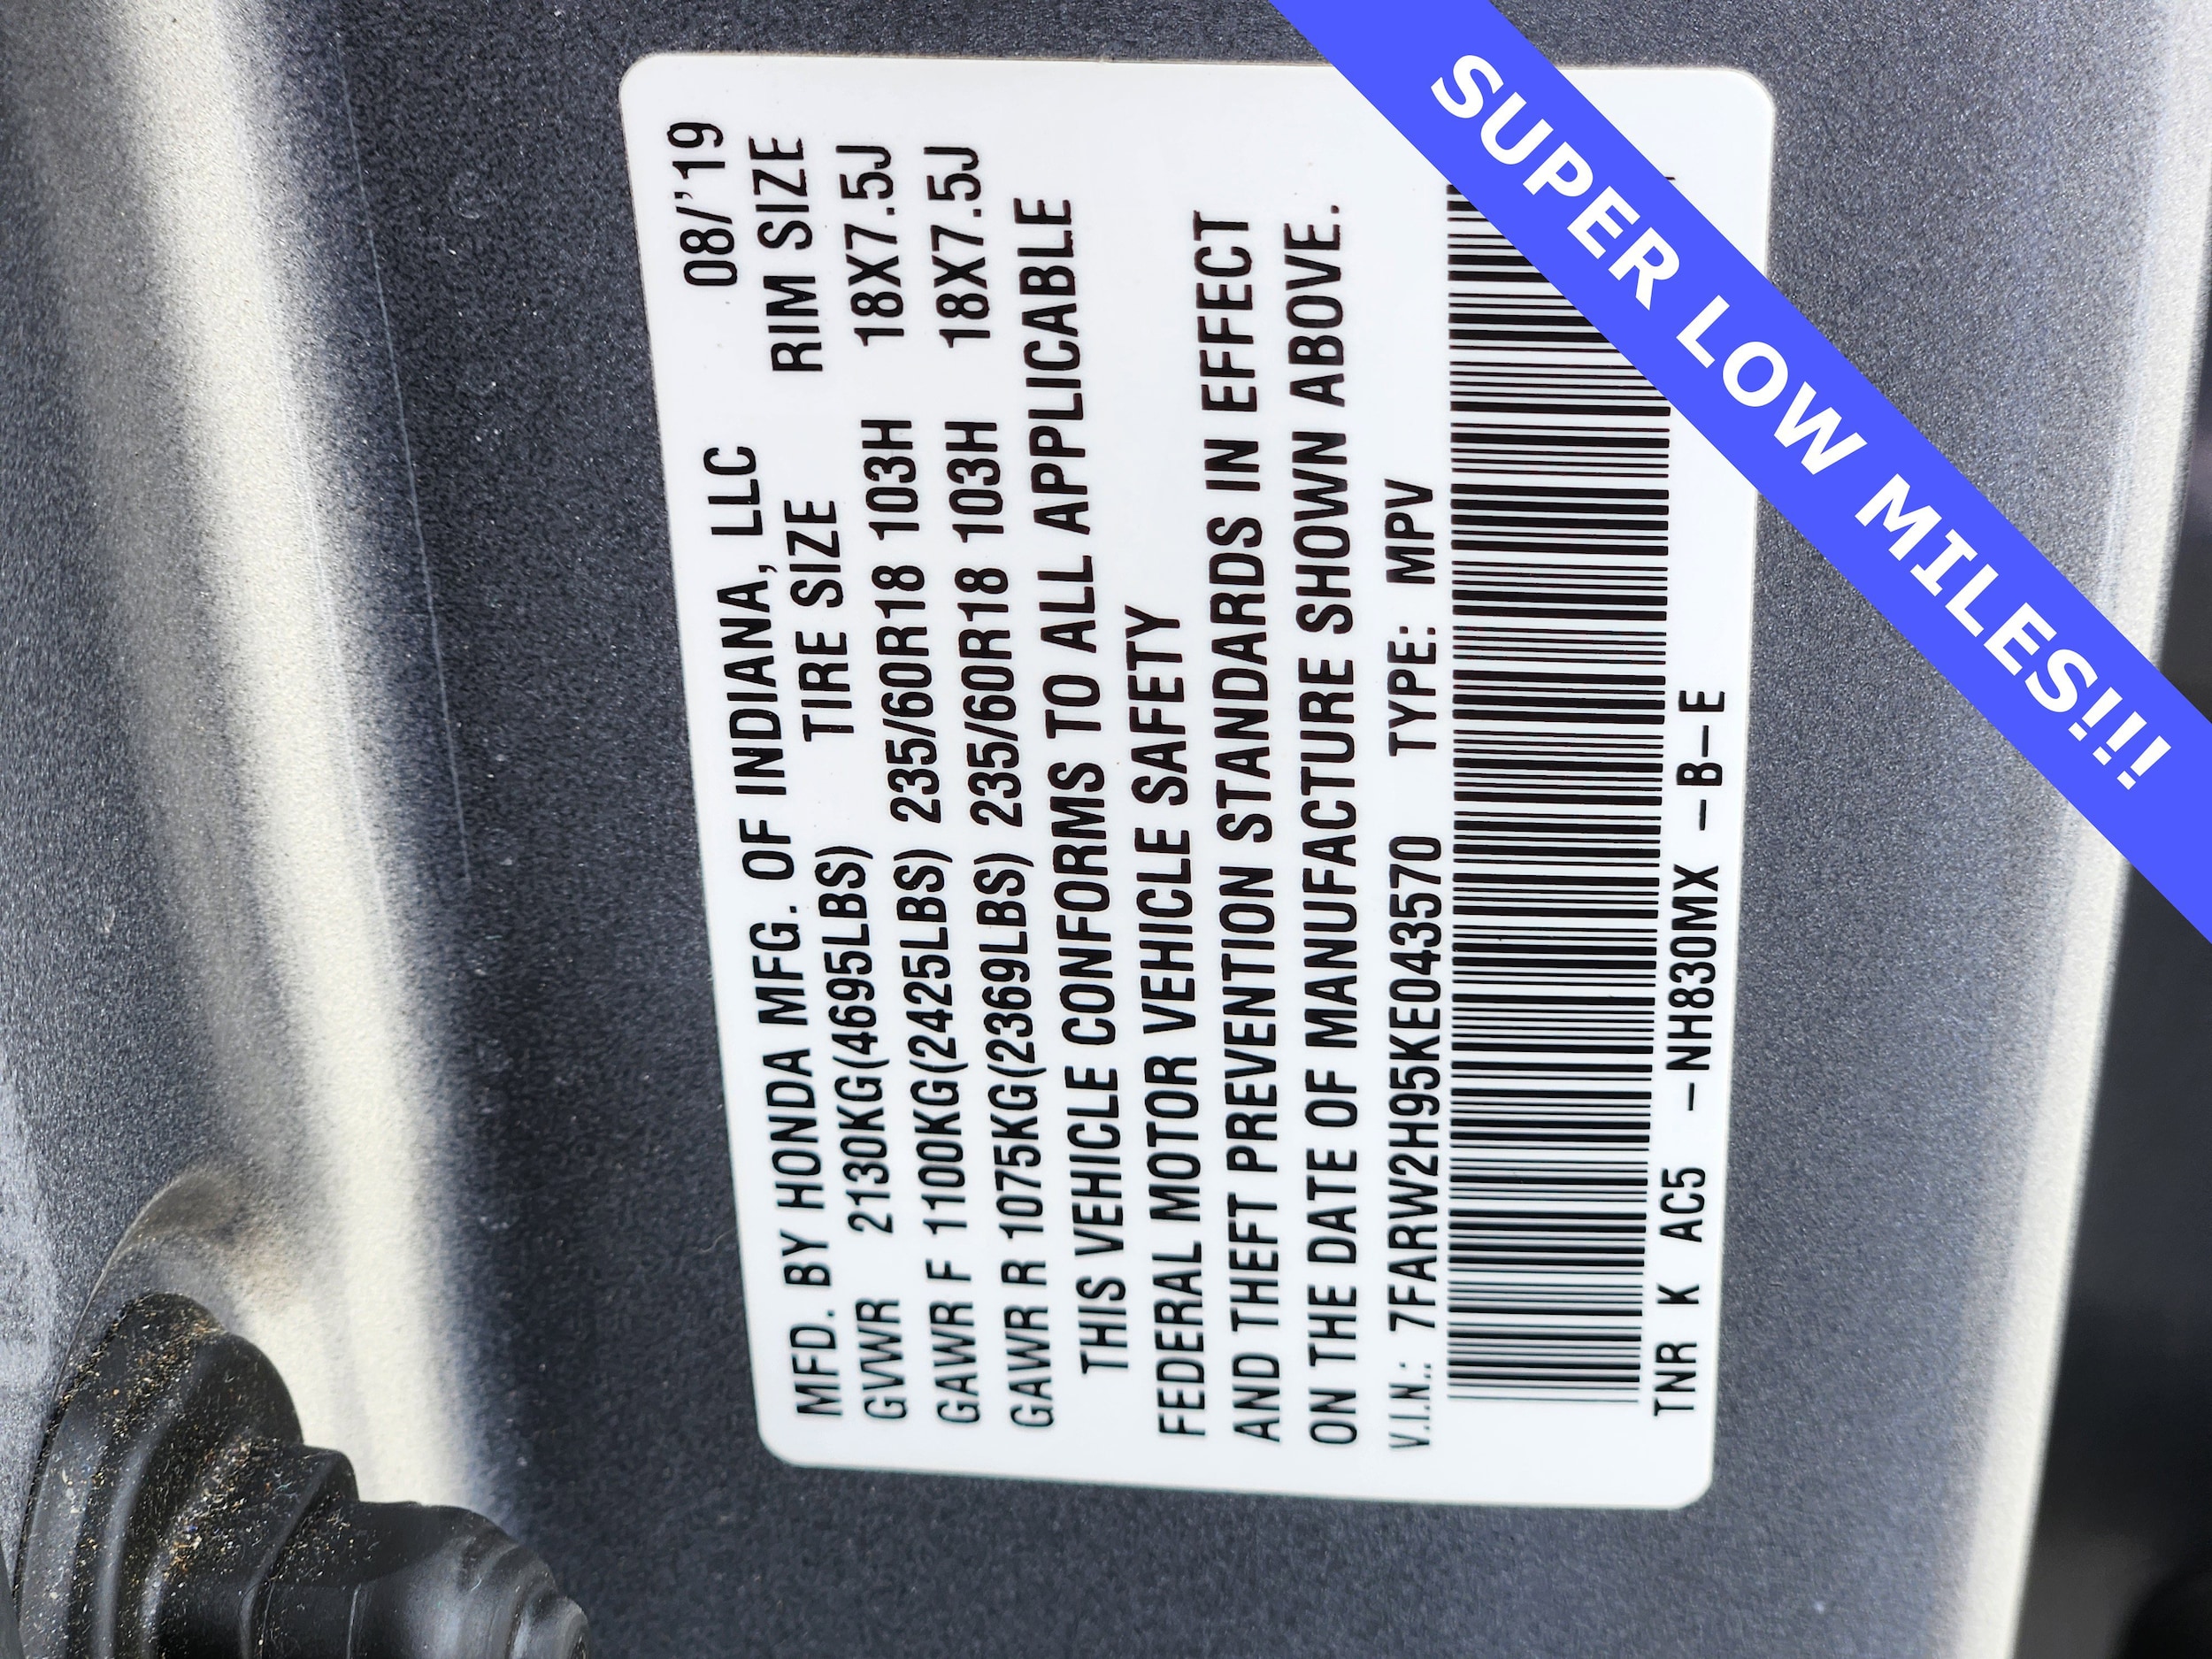 MFD. BY HONDA MFG. OF INDIANA, LLC 08/'19
TIRE SIZE RIM SIZE
GVWR 2130KG(4695LBS)
GAWR F 1100KG(2425LBS) 235/60R18 103H 18X7.5J
GAWR R 1075KG(2369LBS) 235/60R18 103H 18X7.5J
THIS VEHICLE CONFORMS TO ALL APPLICABLE
FEDERAL MOTOR VEHICLE SAFETY
AND THEFT PREVENTION STANDARDS IN EFFECT
ON THE DATE OF MANUFACTURE SHOWN ABOVE.
V.I.N.: 7FARW2H95KE043570 TYPE: MPV
TNR K AC5 –NH830MX –B–E
SUPER LOW MILES!!!